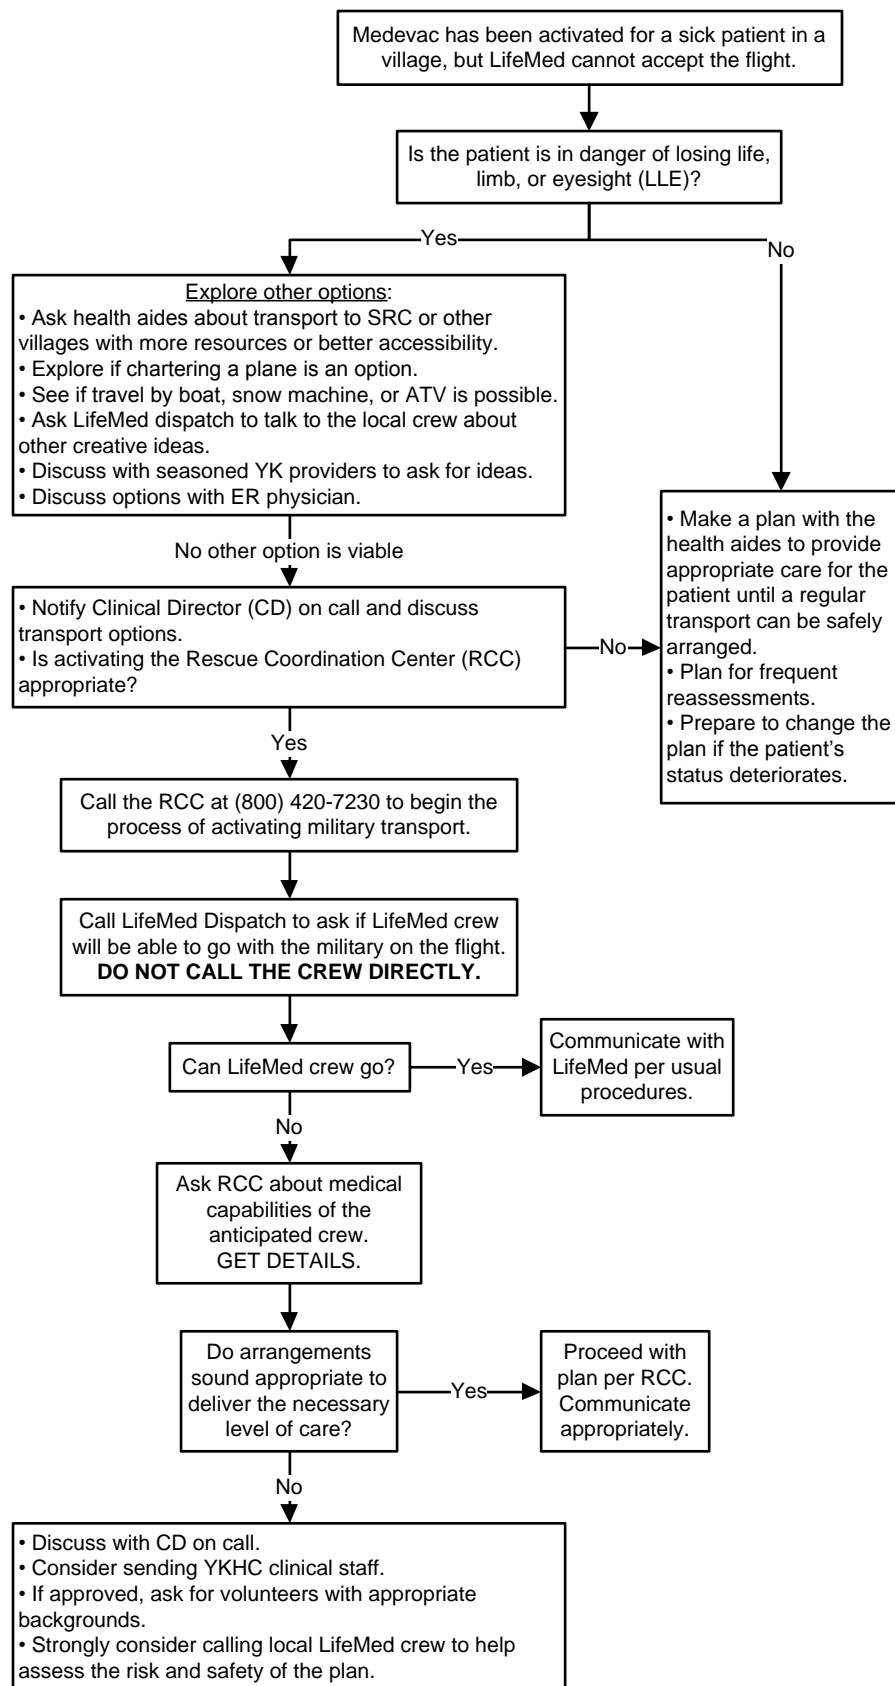 Medevac has been activated for a sick patient in a
village, but LifeMed cannot accept the flight.
Is the patient is in danger of losing life,
limb, or eyesight (LLE)?
Yes
No
Explore other options:
• Ask health aides about transport to SRC or other
villages with more resources or better accessibility.
• Explore if chartering a plane is an option.
• See if travel by boat, snow machine, or ATV is possible.
• Ask LifeMed dispatch to talk to the local crew about
other creative ideas.
• Discuss with seasoned YK providers to ask for ideas.
• Discuss options with ER physician.
No other option is viable
• Notify Clinical Director (CD) on call and discuss
transport options.
• Is activating the Rescue Coordination Center (RCC)
appropriate?
No
• Make a plan with the
health aides to provide
appropriate care for the
patient until a regular
transport can be safely
arranged.
• Plan for frequent
reassessments.
• Prepare to change the
plan if the patient's
status deteriorates.
Yes
Call the RCC at (800) 420-7230 to begin the
process of activating military transport.
Call LifeMed Dispatch to ask if LifeMed crew
will be able to go with the military on the flight.
DO NOT CALL THE CREW DIRECTLY.
Can LifeMed crew go?
Yes
Communicate with
LifeMed per usual
procedures.
No
Ask RCC about medical
capabilities of the
anticipated crew.
GET DETAILS.
Do arrangements
sound appropriate to
deliver the necessary
level of care?
Yes
Proceed with
plan per RCC.
Communicate
appropriately.
No
• Discuss with CD on call.
• Consider sending YKHC clinical staff.
• If approved, ask for volunteers with appropriate
backgrounds.
• Strongly consider calling local LifeMed crew to help
assess the risk and safety of the plan.